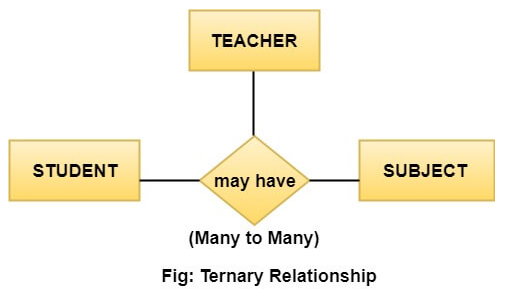 TEACHER
STUDENT
may have
SUBJECT
(Many to Many)
Fig: Ternary Relationship